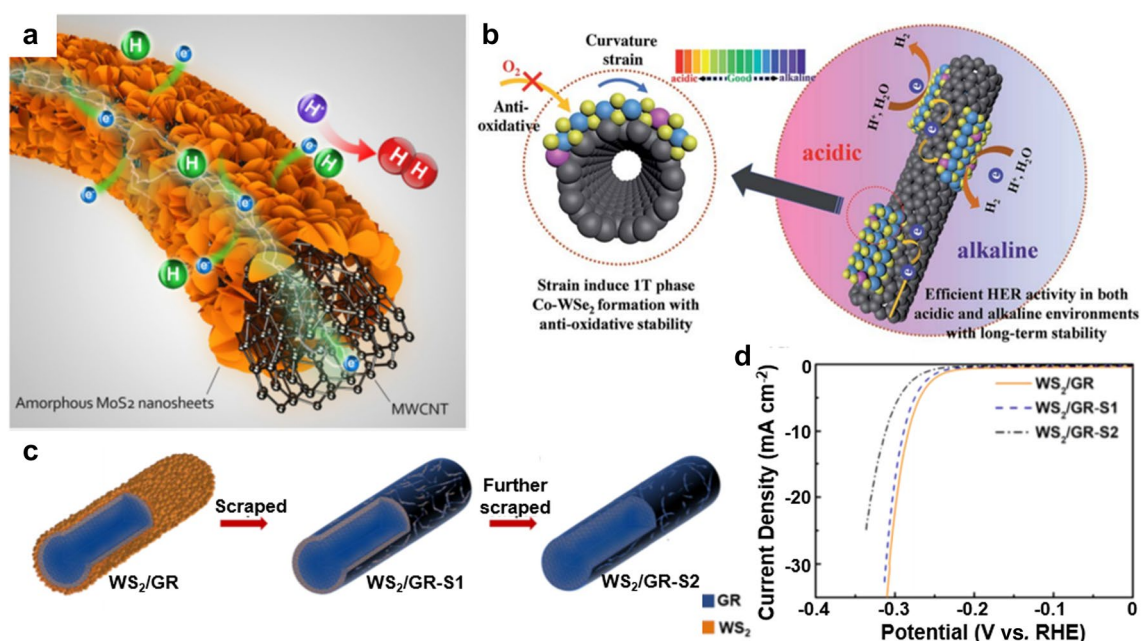 a
H
e
H
e
H⁺
H
H
H
e
e
H
e
H
e
e
Amorphous MoS2 nanosheets
MWCNT
b
O₂
Anti-
oxidative
Curvature
strain
acidic
Good
alkaline
Strain induce 1T phase
Co-WSe₂ formation with
anti-oxidative stability
H₂
H⁺, H₂O
e
e
acidic
e
H⁺, H₂O
H₂
e
alkaline
e
Efficient HER activity in both
acidic and alkaline environments
with long-term stability
c
Scraped
Further
scraped
WS₂/GR
WS₂/GR-S1
WS₂/GR-S2
GR
WS₂
d
Current Density (mA cm⁻²)
0
-10
-20
-30
WS₂/GR
WS₂/GR-S1
WS₂/GR-S2
-0.4
-0.3
-0.2
-0.1
0
Potential (V vs. RHE)